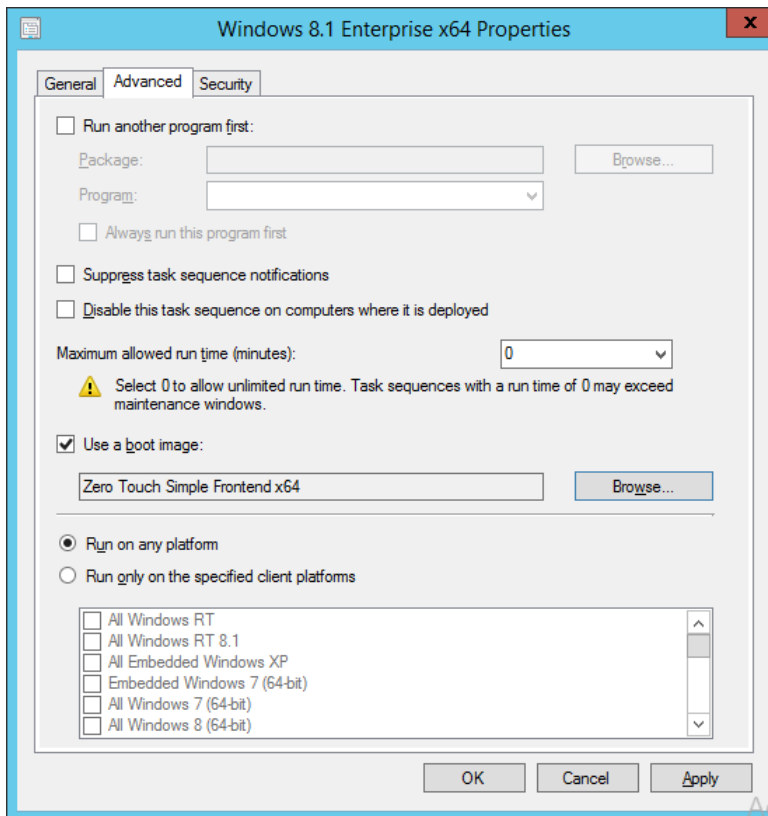 Windows 8.1 Enterprise x64 Properties
x
General Advanced Security
Run another program first:
Package: Browse...
Program:
Always run this program first
Suppress task sequence notifications
Disable this task sequence on computers where it is deployed
Maximum allowed run time (minutes): 0
Select 0 to allow unlimited run time. Task sequences with a run time of 0 may exceed
maintenance windows.
Use a boot image:
Zero Touch Simple Frontend x64 Browse...
Run on any platform
Run only on the specified client platforms
All Windows RT
All Windows RT 8.1
All Embedded Windows XP
Embedded Windows 7 (64-bit)
All Windows 7 (64-bit)
All Windows 8 (64-bit)
OK Cancel Apply